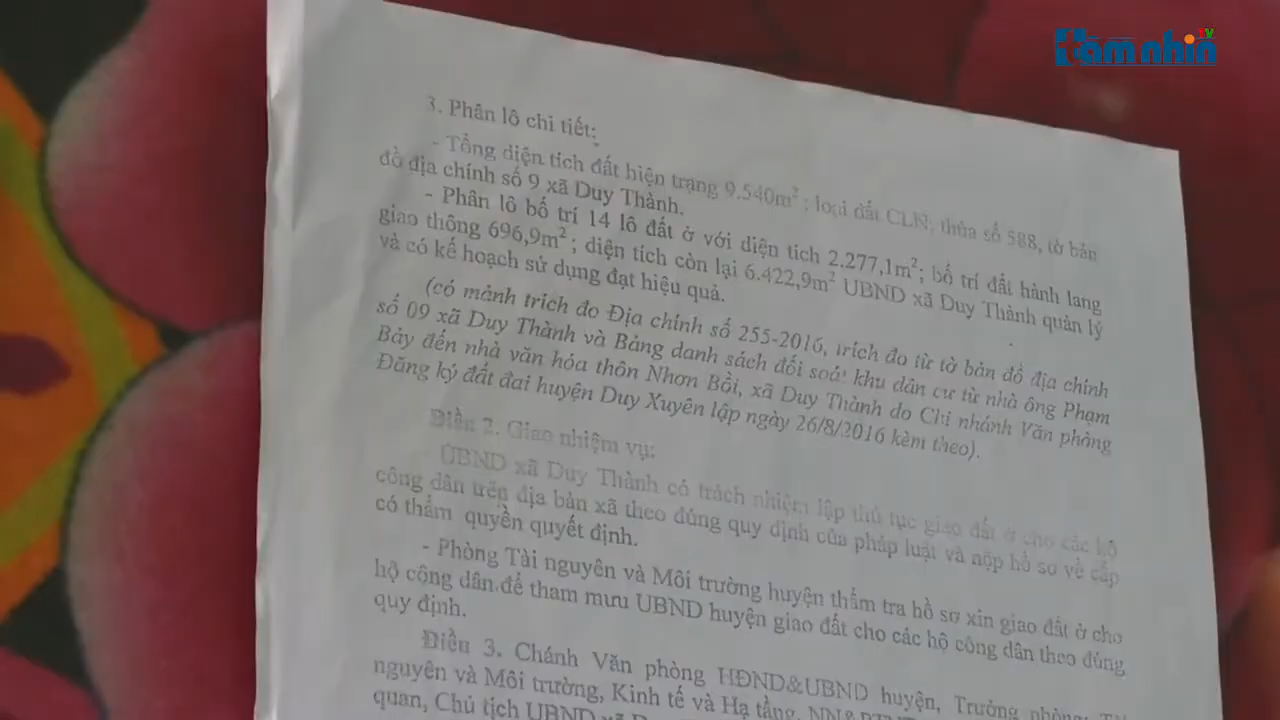 Tầm nhìn TV
3. Phân lô chi tiết:
- Tổng diện tích đất hiện trạng 9.540m²; loại đất CLN; thửa số 588, tờ bản
đồ địa chính số 9 xã Duy Thành.
- Phân lô bố trí 14 lô đất ở với diện tích 2.277,1m²; bố trí đất hành lang
giao thông 696,9m²; diện tích còn lại 6.422,9m² UBND xã Duy Thành quản lý
và có kế hoạch sử dụng đạt hiệu quả.
(có mảnh trích đo Địa chính số 255-2016, trích đo từ tờ bản đồ địa chính
số 09 xã Duy Thành và Bảng danh sách đối soát khu dân cư từ nhà ông Phạm
Bảy đến nhà văn hóa thôn Nhơn Bồi, xã Duy Thành do Chi nhánh Văn phòng
Đăng ký đất đai huyện Duy Xuyên lập ngày 26/8/2016 kèm theo).
Điều 2. Giao nhiệm vụ:
UBND xã Duy Thành có trách nhiệm lập thủ tục giao đất ở cho các hộ
công dân trên địa bàn xã theo đúng quy định của pháp luật và nộp hồ sơ về cấp
có thẩm quyền quyết định.
- Phòng Tài nguyên và Môi trường huyện thẩm tra hồ sơ xin giao đất ở cho
hộ công dân để tham mưu UBND huyện giao đất cho các hộ công dân theo đúng
quy định.
Điều 3. Chánh Văn phòng HĐND&UBND huyện, Trưởng phòng:
nguyên và Môi trường, Kinh tế và Hạ tầng,
quan, Chủ tịch UBND xã